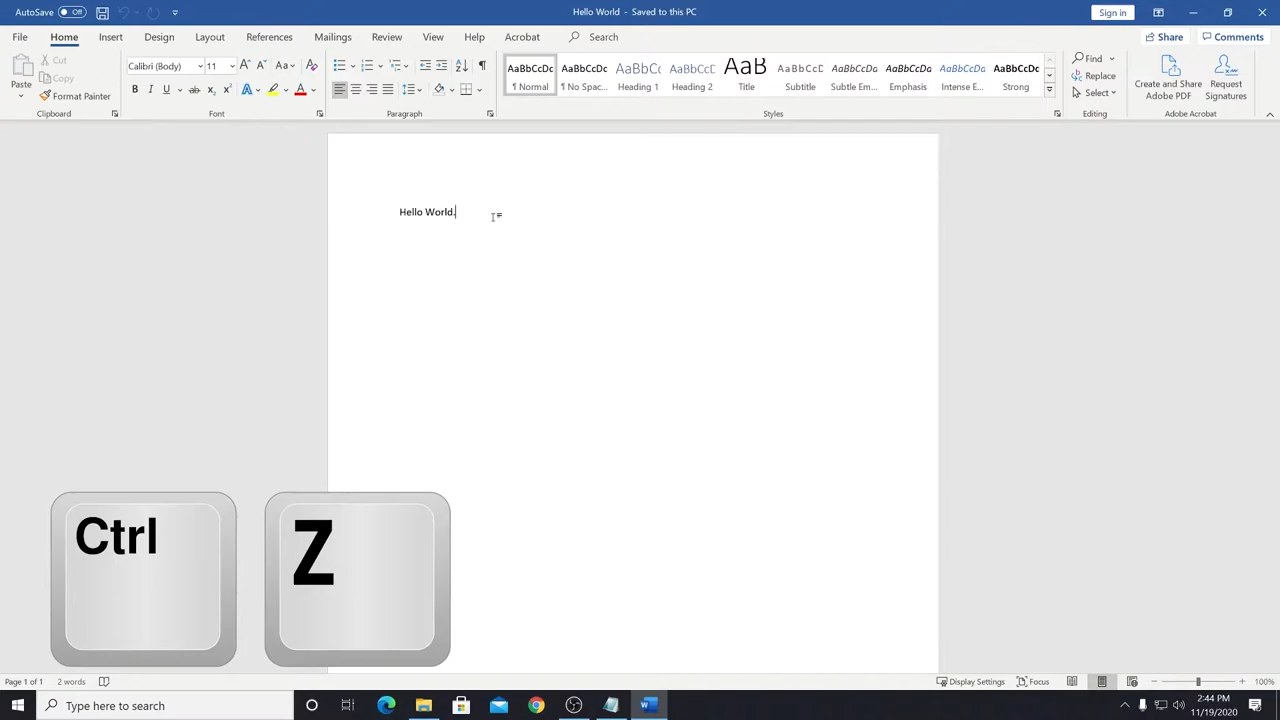 AutoSave Off Hello World - Saved to this PC Sign in
File Home Insert Design Layout References Mailings Review View Help Acrobat Search Share Comments
Paste
Cut
Copy
Format Painter
Calibri (Body) 11
AaBbCcDc AaBbCcDc AaBbCc AaBbCcD AaB AaBbCcD AaBbCcDc AaBbCcDc AaBbCcDc AaBbCcDc
¶ Normal ¶ No Spac... Heading 1 Heading 2 Title Subtitle Subtle Em... Emphasis Intense E... Strong
Find
Replace
Select
Create and Share Adobe PDF
Request Signatures
Clipboard Font Paragraph Styles Editing Adobe Acrobat
Hello World.
Ctrl Z
Page 1 of 1 2 words Display Settings Focus 100%
Type here to search
2:44 PM
11/19/2020